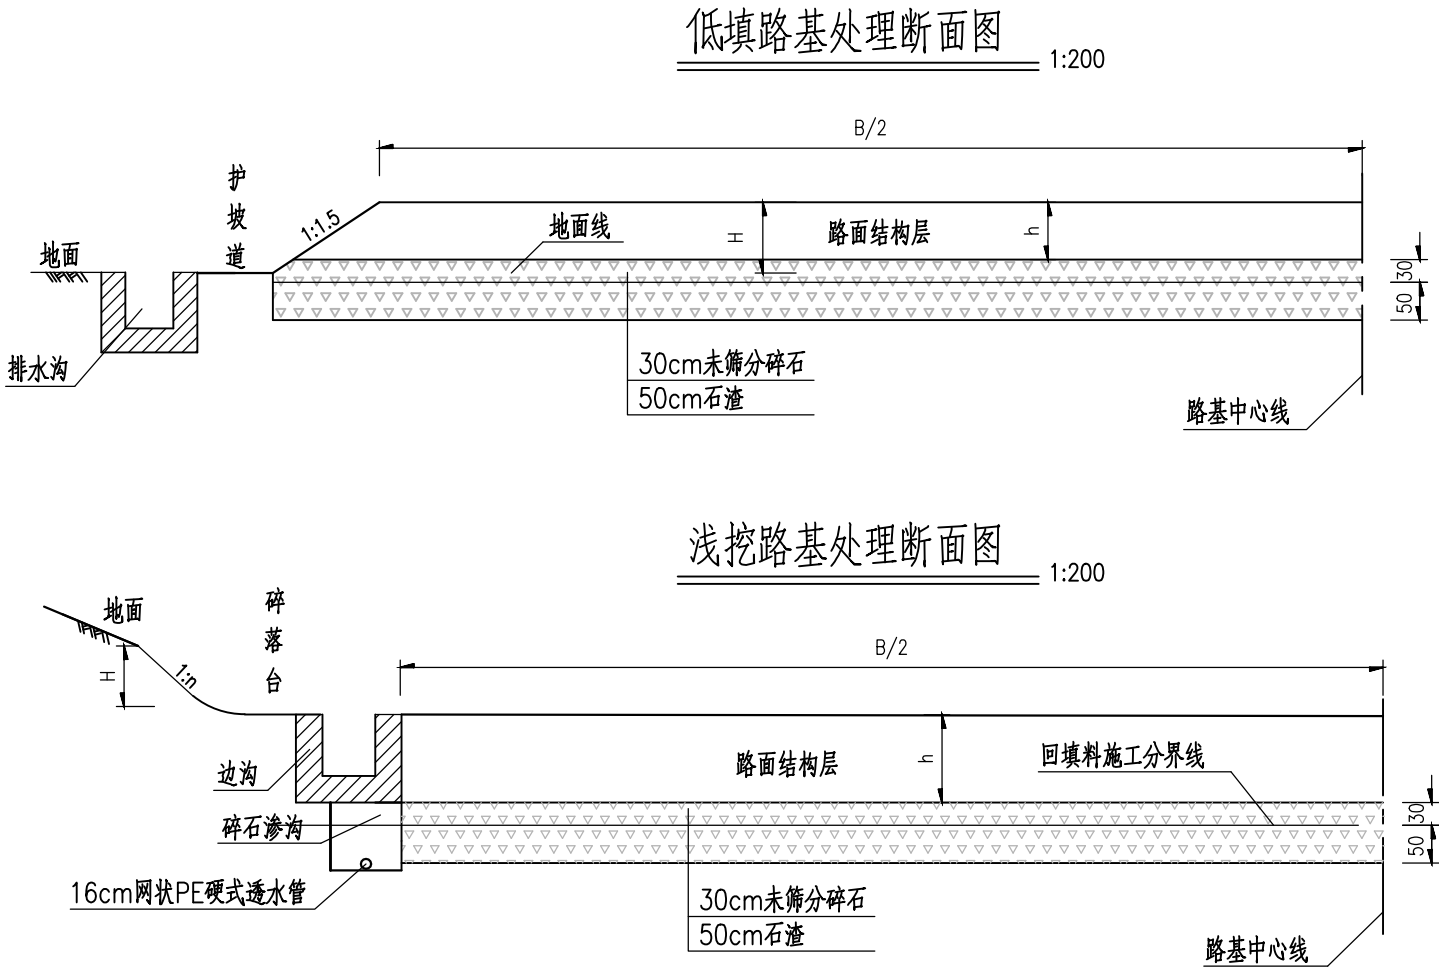 低填路基处理断面图
1:200
B/2
护坡道
1:1.5
地面
地面线
H
路面结构层
h
30
50
排水沟
30cm未筛分碎石
50cm石渣
路基中心线
浅挖路基处理断面图
1:200
地面
碎落台
B/2
H
1:n
边沟
路面结构层
h
回填料施工分界线
30
50
碎石渗沟
16cm网状PE硬式透水管
30cm未筛分碎石
50cm石渣
路基中心线